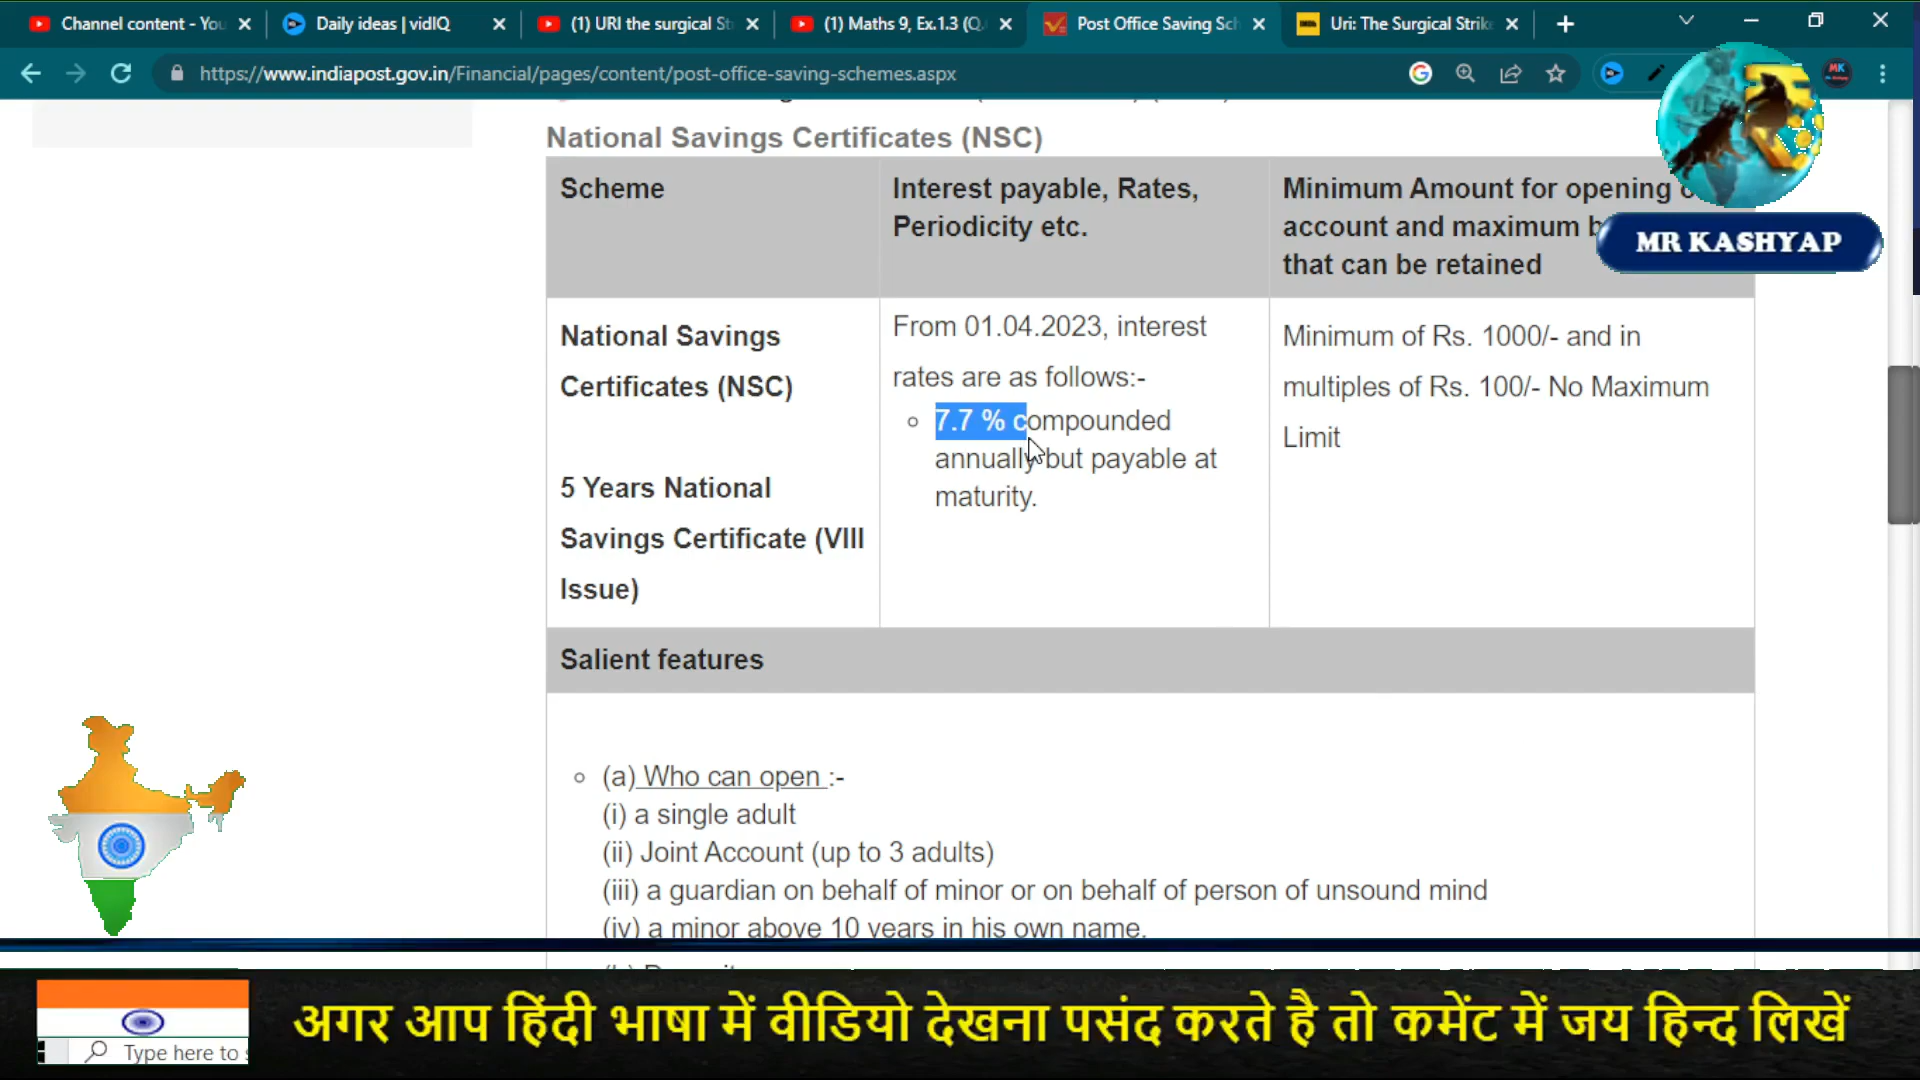 Channel content - You
Daily ideas | vidIQ
(1) URI the surgical St
(1) Maths 9, Ex.1.3 (Q.
Post Office Saving Sch
Uri: The Surgical Strike
https://www.indiapost.gov.in/Financial/pages/content/post-office-saving-schemes.aspx
MK
National Savings Certificates (NSC)
Scheme
Interest payable, Rates,
Periodicity etc.
Minimum Amount for opening
account and maximum
that can be retained
MR KASHYAP
National Savings
Certificates (NSC)
5 Years National
Savings Certificate (VIII
Issue)
From 01.04.2023, interest
rates are as follows:-
7.7 % compounded
annually but payable at
maturity.
Minimum of Rs. 1000/- and in
multiples of Rs. 100/- No Maximum
Limit
Salient features
(a) Who can open :-
(i) a single adult
(ii) Joint Account (up to 3 adults)
(iii) a guardian on behalf of minor or on behalf of person of unsound mind
(iv) a minor above 10 years in his own name.
अगर आप हिंदी भाषा में वीडियो देखना पसंद करते है तो कमेंट में जय हिन्द लिखें
Type here to s